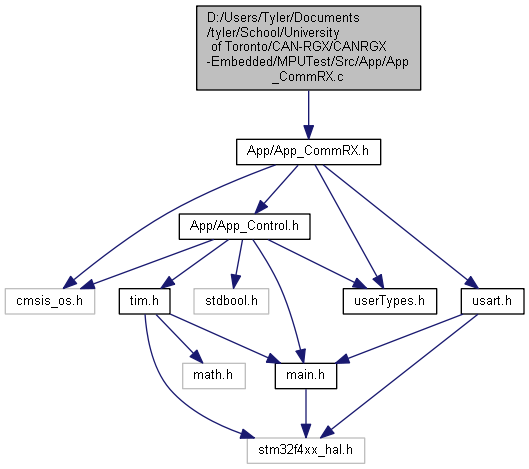 D:/Users/Tyler/Documents
/tyler/School/University
of Toronto/CAN-RGX/CANRGX
-Embedded/MPUTest/Src/App/App
_CommRX.c
App/App_CommRX.h
App/App_Control.h
cmsis_os.h
tim.h
stdbool.h
userTypes.h
usart.h
math.h
main.h
stm32f4xx_hal.h